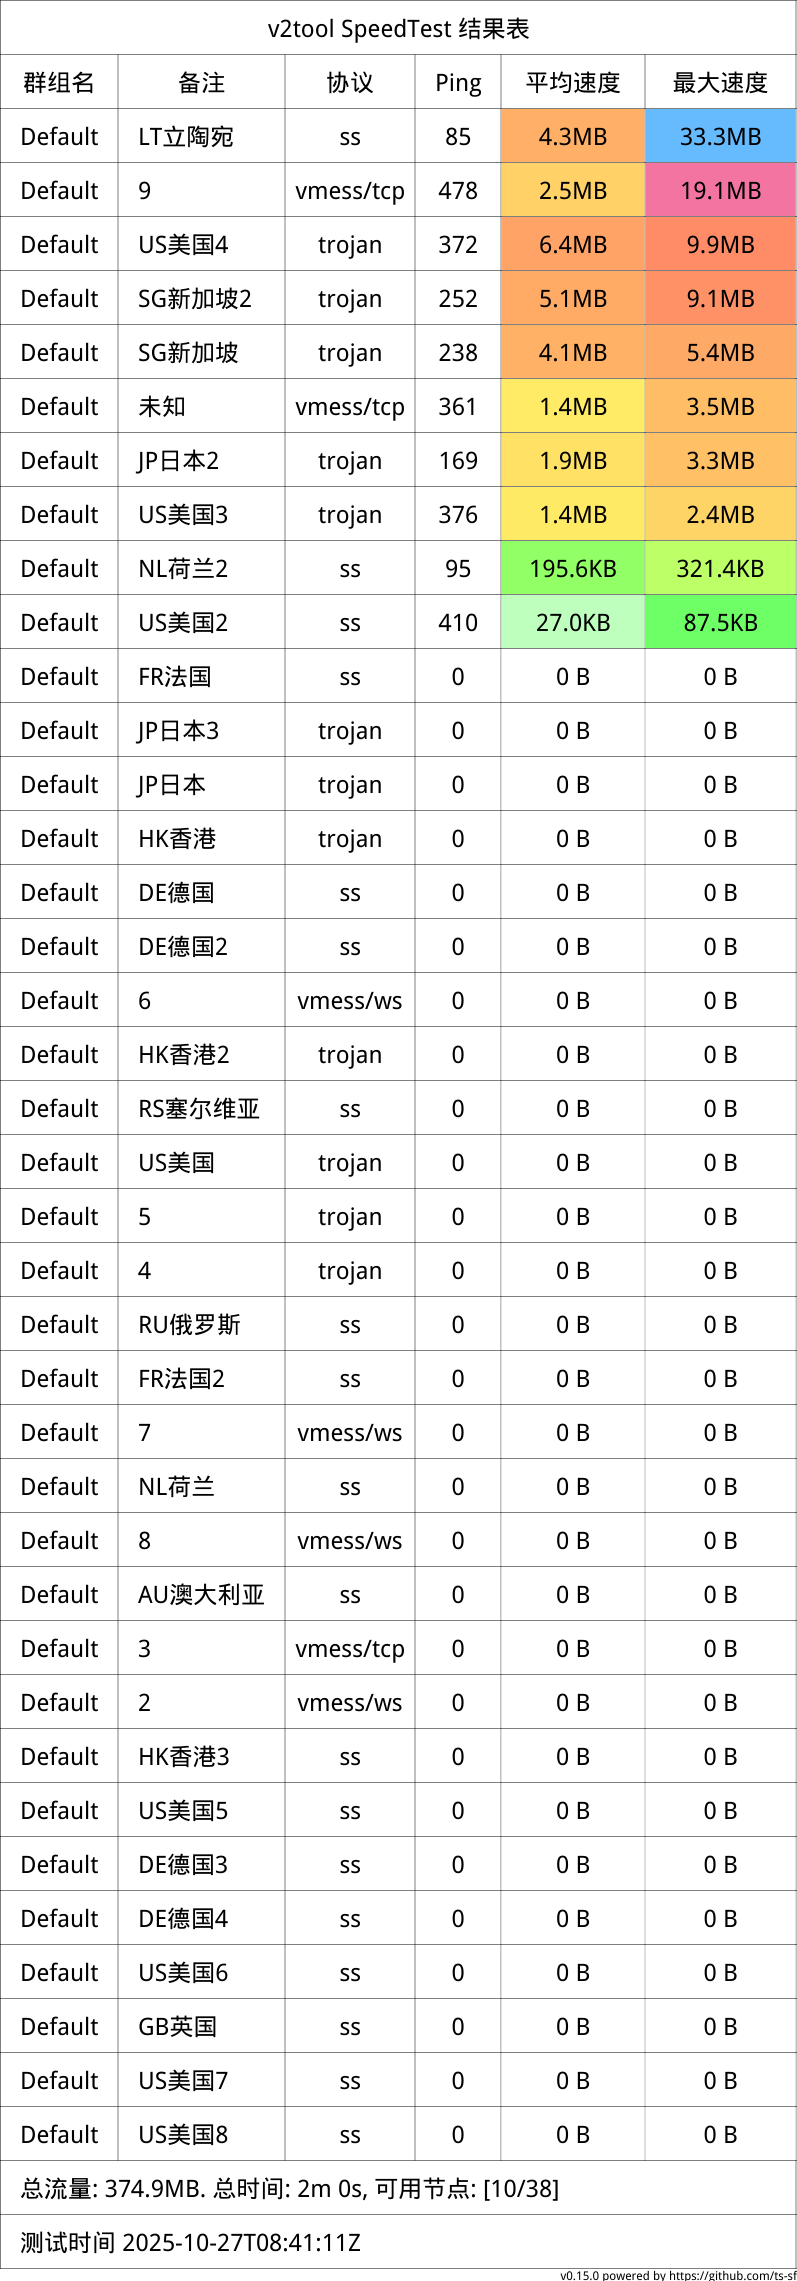 v2tool SpeedTest 结果表
群组名 备注 协议 Ping 平均速度 最大速度
Default LT立陶宛 ss 85 4.3MB 33.3MB
Default 9 vmess/tcp 478 2.5MB 19.1MB
Default US美国4 trojan 372 6.4MB 9.9MB
Default SG新加坡2 trojan 252 5.1MB 9.1MB
Default SG新加坡 trojan 238 4.1MB 5.4MB
Default 未知 vmess/tcp 361 1.4MB 3.5MB
Default JP日本2 trojan 169 1.9MB 3.3MB
Default US美国3 trojan 376 1.4MB 2.4MB
Default NL荷兰2 ss 95 195.6KB 321.4KB
Default US美国2 ss 410 27.0KB 87.5KB
Default FR法国 ss 0 0 B 0 B
Default JP日本3 trojan 0 0 B 0 B
Default JP日本 trojan 0 0 B 0 B
Default HK香港 trojan 0 0 B 0 B
Default DE德国 ss 0 0 B 0 B
Default DE德国2 ss 0 0 B 0 B
Default 6 vmess/ws 0 0 B 0 B
Default HK香港2 trojan 0 0 B 0 B
Default RS塞尔维亚 ss 0 0 B 0 B
Default US美国 trojan 0 0 B 0 B
Default 5 trojan 0 0 B 0 B
Default 4 trojan 0 0 B 0 B
Default RU俄罗斯 ss 0 0 B 0 B
Default FR法国2 ss 0 0 B 0 B
Default 7 vmess/ws 0 0 B 0 B
Default NL荷兰 ss 0 0 B 0 B
Default 8 vmess/ws 0 0 B 0 B
Default AU澳大利亚 ss 0 0 B 0 B
Default 3 vmess/tcp 0 0 B 0 B
Default 2 vmess/ws 0 0 B 0 B
Default HK香港3 ss 0 0 B 0 B
Default US美国5 ss 0 0 B 0 B
Default DE德国3 ss 0 0 B 0 B
Default DE德国4 ss 0 0 B 0 B
Default US美国6 ss 0 0 B 0 B
Default GB英国 ss 0 0 B 0 B
Default US美国7 ss 0 0 B 0 B
Default US美国8 ss 0 0 B 0 B
总流量: 374.9MB. 总时间: 2m 0s, 可用节点: [10/38]
测试时间 2025-10-27T08:41:11Z
v0.15.0 powered by https://github.com/ts-sf